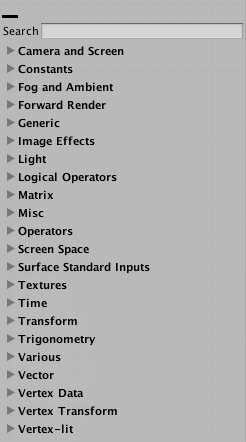 Search
Camera and Screen
Constants
Fog and Ambient
Forward Render
Generic
Image Effects
Light
Logical Operators
Matrix
Misc
Operators
Screen Space
Surface Standard Inputs
Textures
Time
Transform
Trigonometry
Various
Vector
Vertex Data
Vertex Transform
Vertex-lit